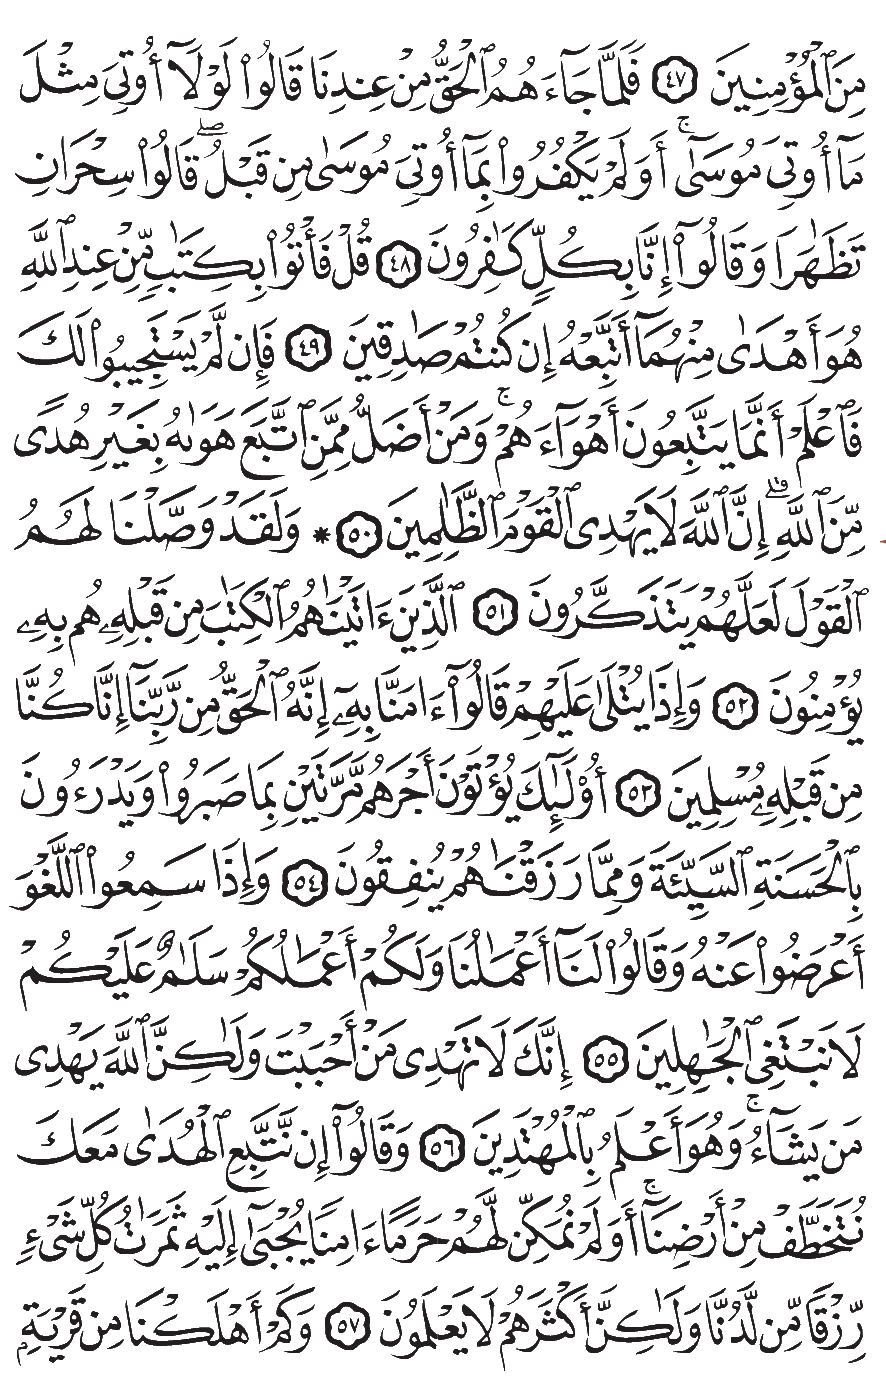 مِنَ ٱلْمُؤْمِنِينَ ٤٧ فَلَمَّا جَآءَهُمُ ٱلْحَقُّ مِنْ عِندِنَا قَالُوا۟ لَوْلَآ أُوتِىَ مِثْلَ
مَآ أُوتِىَ مُوسَىٰٓ ۚ أَوَلَمْ يَكْفُرُوا۟ بِمَآ أُوتِىَ مُوسَىٰ مِن قَبْلُ ۖ قَالُوا۟ سِحْرَانِ
تَظَٰهَرَا وَقَالُوٓا۟ إِنَّا بِكُلٍّ كَٰفِرُونَ ٤٨ قُلْ فَأْتُوا۟ بِكِتَٰبٍ مِّنْ عِندِ ٱللَّهِ
هُوَ أَهْدَىٰ مِنْهُمَآ أَتَّبِعْهُ إِن كُنتُمْ صَٰدِقِينَ ٤٩ فَإِن لَّمْ يَسْتَجِيبُوا۟ لَكَ
فَٱعْلَمْ أَنَّمَا يَتَّبِعُونَ أَهْوَآءَهُمْ ۚ وَمَنْ أَضَلُّ مِمَّنِ ٱتَّبَعَ هَوَىٰهُ بِغَيْرِ هُدًى
مِّنَ ٱللَّهِ ۚ إِنَّ ٱللَّهَ لَا يَهْدِى ٱلْقَوْمَ ٱلظَّٰلِمِينَ ٥٠ * وَلَقَدْ وَصَّلْنَا لَهُمُ
ٱلْقَوْلَ لَعَلَّهُمْ يَتَذَكَّرُونَ ٥١ ٱلَّذِينَ ءَاتَيْنَٰهُمُ ٱلْكِتَٰبَ مِن قَبْلِهِۦ هُم بِهِۦ
يُؤْمِنُونَ ٥٢ وَإِذَا يُتْلَىٰ عَلَيْهِمْ قَالُوٓا۟ ءَامَنَّا بِهِۦٓ إِنَّهُ ٱلْحَقُّ مِن رَّبِّنَآ إِنَّا كُنَّا
مِن قَبْلِهِۦ مُسْلِمِينَ ٥٣ أُو۟لَٰٓئِكَ يُؤْتَوْنَ أَجْرَهُم مَّرَّتَيْنِ بِمَا صَبَرُوا۟ وَيَدْرَءُونَ
بِٱلْحَسَنَةِ ٱلسَّيِّئَةَ وَمِمَّا رَزَقْنَٰهُمْ يُنفِقُونَ ٥٤ وَإِذَا سَمِعُوا۟ ٱللَّغْوَ
أَعْرَضُوا۟ عَنْهُ وَقَالُوا۟ لَنَآ أَعْمَٰلُنَا وَلَكُمْ أَعْمَٰلُكُمْ سَلَٰمٌ عَلَيْكُمْ
لَا نَبْتَغِى ٱلْجَٰهِلِينَ ٥٥ إِنَّكَ لَا تَهْدِى مَنْ أَحْبَبْتَ وَلَٰكِنَّ ٱللَّهَ يَهْدِى
مَن يَشَآءُ ۚ وَهُوَ أَعْلَمُ بِٱلْمُهْتَدِينَ ٥٦ وَقَالُوٓا۟ إِن نَّتَّبِعِ ٱلْهُدَىٰ مَعَكَ
نُتَخَطَّفْ مِنْ أَرْضِنَآ ۚ أَوَلَمْ نُمَكِّن لَّهُمْ حَرَمًا ءَامِنًا يُجْبَىٰٓ إِلَيْهِ ثَمَرَٰتُ كُلِّ شَىْءٍ
رِّزْقًا مِّن لَّدُنَّا وَلَٰكِنَّ أَكْثَرَهُمْ لَا يَعْلَمُونَ ٥٧ وَكَمْ أَهْلَكْنَا مِن قَرْيَةٍۭ